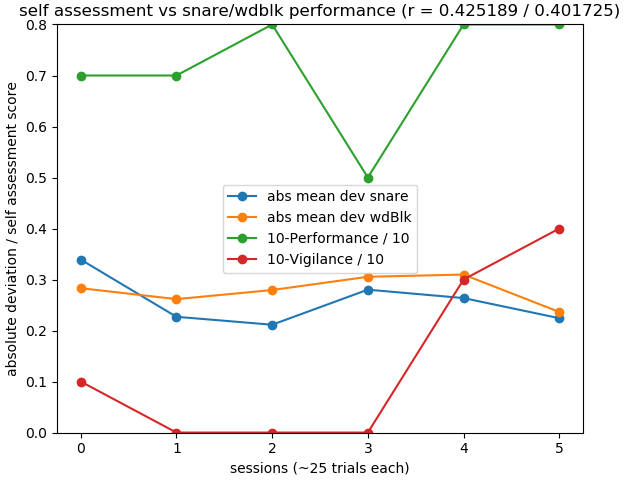 self assessment vs snare/wdblk performance (r = 0.425189 / 0.401725)
absolute deviation / self assessment score
0.8
0.7
0.6
0.5
0.4
0.3
0.2
0.1
0.0
abs mean dev snare
abs mean dev wdBlk
10-Performance / 10
10-Vigilance / 10
0 1 2 3 4 5
sessions (~25 trials each)